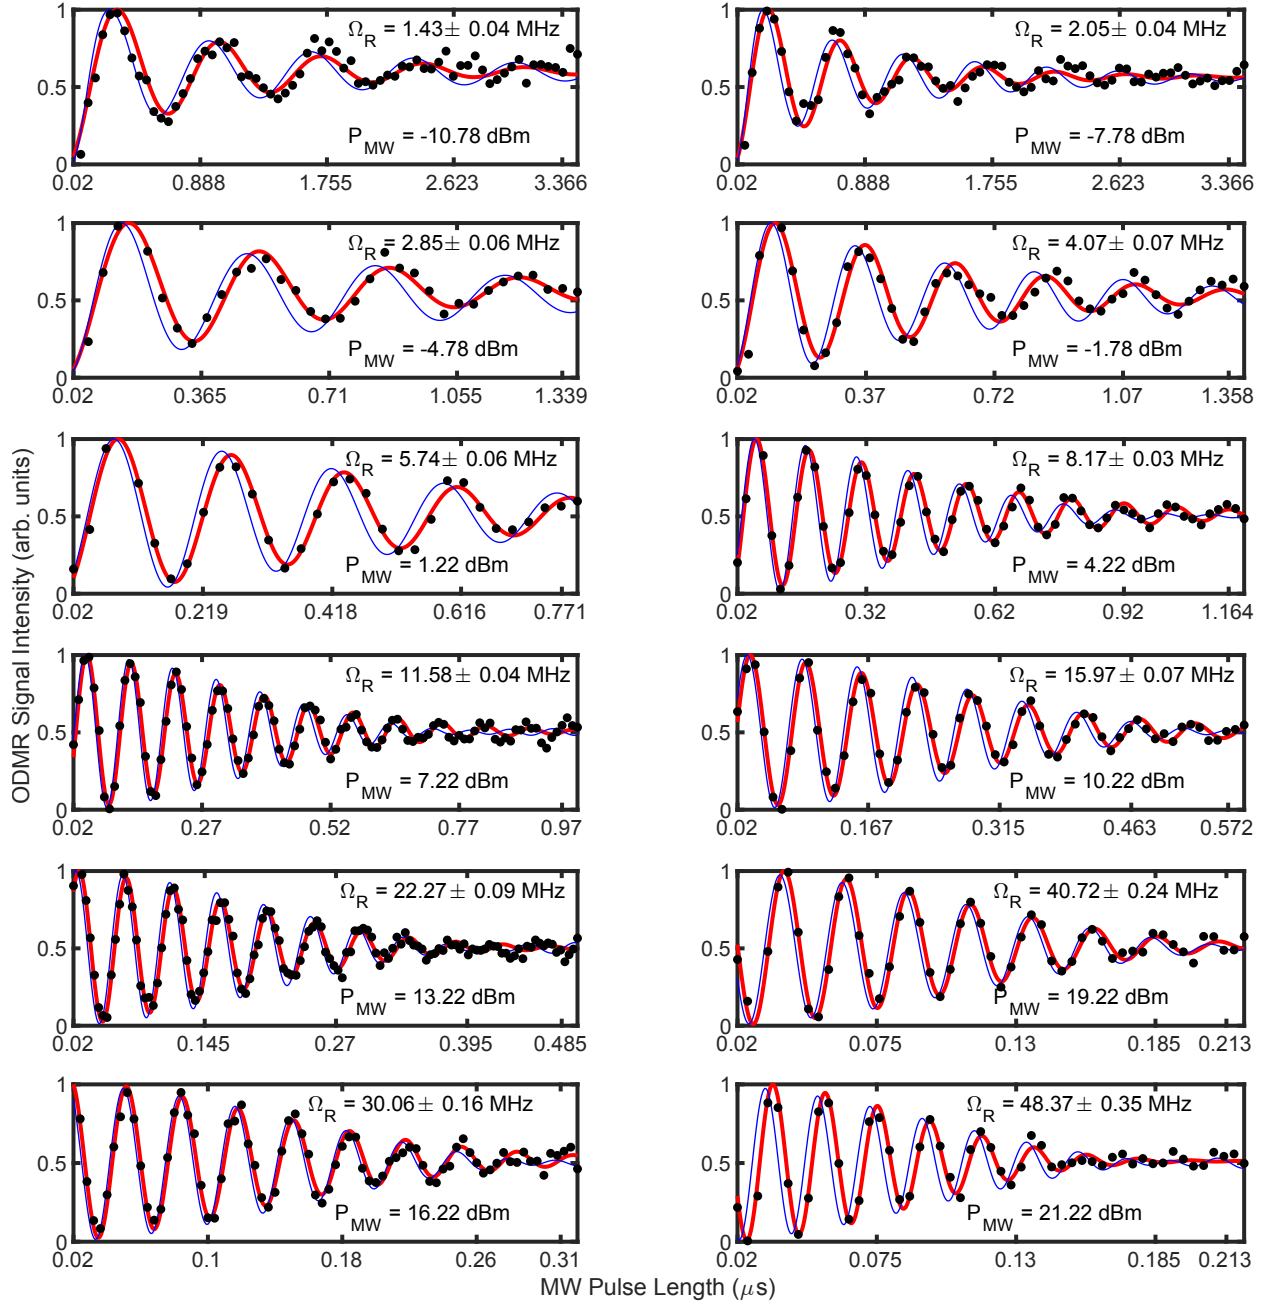 ODMR Signal Intensity (arb. units)
1
0.5
0
Ω_R = 1.43± 0.04 MHz
P_MW = -10.78 dBm
0.02 0.888 1.755 2.623 3.366
1
0.5
0
Ω_R = 2.05± 0.04 MHz
P_MW = -7.78 dBm
0.02 0.888 1.755 2.623 3.366
1
0.5
0
Ω_R = 2.85± 0.06 MHz
P_MW = -4.78 dBm
0.02 0.365 0.71 1.055 1.339
1
0.5
0
Ω_R = 4.07± 0.07 MHz
P_MW = -1.78 dBm
0.02 0.37 0.72 1.07 1.358
1
0.5
0
Ω_R = 5.74± 0.06 MHz
P_MW = 1.22 dBm
0.02 0.219 0.418 0.616 0.771
1
0.5
0
Ω_R = 8.17± 0.03 MHz
P_MW = 4.22 dBm
0.02 0.32 0.62 0.92 1.164
1
0.5
0
Ω_R = 11.58± 0.04 MHz
P_MW = 7.22 dBm
0.02 0.27 0.52 0.77 0.97
1
0.5
0
Ω_R = 15.97± 0.07 MHz
P_MW = 10.22 dBm
0.02 0.167 0.315 0.463 0.572
1
0.5
0
Ω_R = 22.27± 0.09 MHz
P_MW = 13.22 dBm
0.02 0.145 0.27 0.395 0.485
1
0.5
0
Ω_R = 40.72± 0.24 MHz
P_MW = 19.22 dBm
0.02 0.075 0.13 0.185 0.213
1
0.5
0
Ω_R = 30.06± 0.16 MHz
P_MW = 16.22 dBm
0.02 0.1 0.18 0.26 0.31
1
0.5
0
Ω_R = 48.37± 0.35 MHz
P_MW = 21.22 dBm
0.02 0.075 0.13 0.185 0.213
MW Pulse Length (μs)